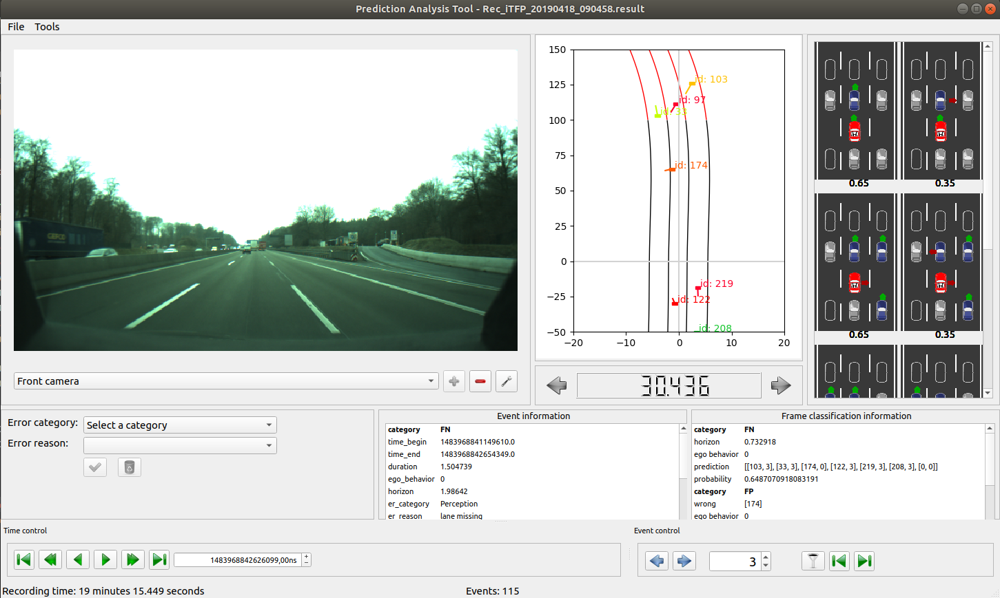 Prediction Analysis Tool - Rec_iTFP_20190418_090458.result
File Tools
GEFCO
Front camera
150
125
100
75
50
25
0
−25
−50
−20 −10 0 10 20
id: 103
id: 97
id: 33
id: 174
id: 219
id: 122
id: 208
30.436
0.65 0.35
0.65 0.35
Error category: Select a category
Error reason:
Event information
category FN
time_begin 1483968841149610.0
time_end 1483968842654349.0
duration 1.504739
ego_behavior 0
horizon 1.98642
er_category Perception
er_reason lane missing
Frame classification information
category FN
horizon 0.732918
ego behavior 0
prediction [[103, 3], [33, 3], [174, 0], [122, 3], [219, 3], [208, 3], [0, 0]]
probability 0.6487070918083191
category FP
wrong [174]
ego behavior 0
Time control
1483968842626099,00ns
Event control
3
Recording time: 19 minutes 15.449 seconds
Events: 115